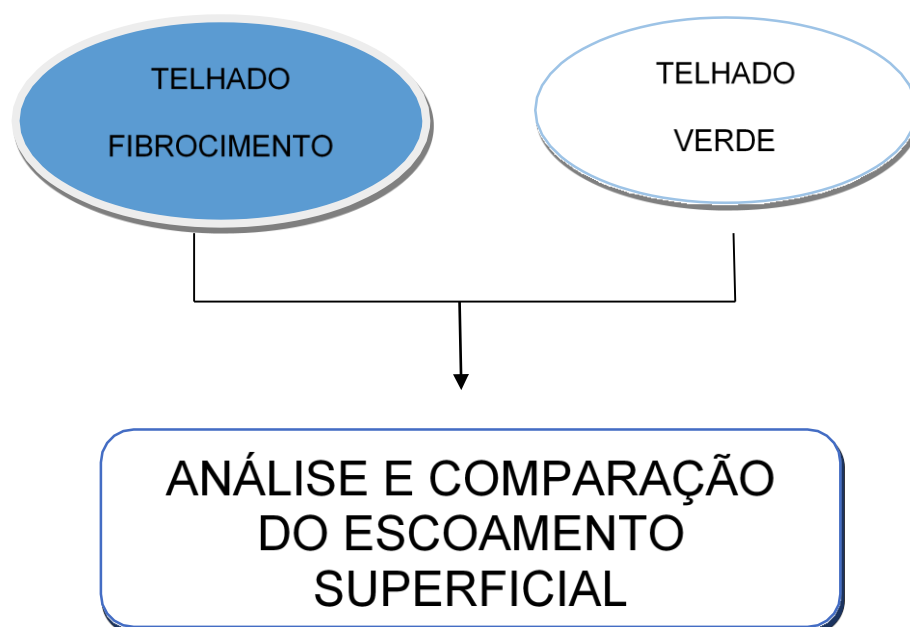 TELHADO
FIBROCIMENTO
TELHADO
VERDE
ANÁLISE E COMPARAÇÃO
DO ESCOAMENTO
SUPERFICIAL